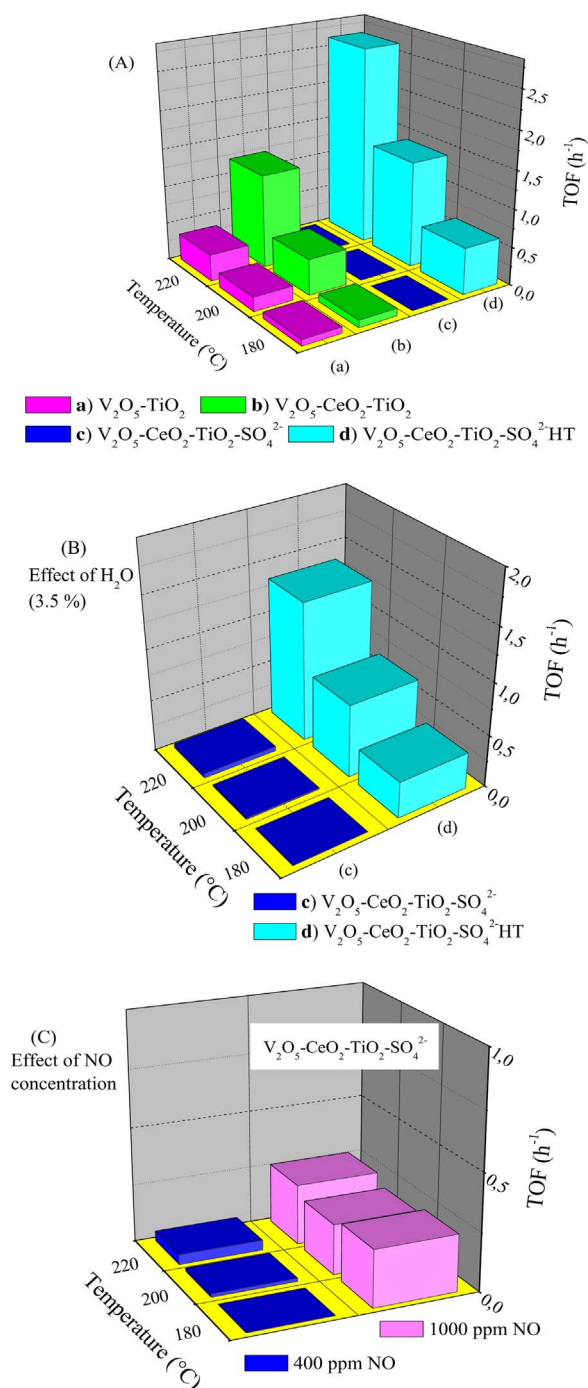 (A)
2,5
2,0
1,5
1,0
0,5
0,0
TOF (h⁻¹)
220
200
180
Temperature (°C)
(a)
(b)
(c)
(d)
a) V₂O₅-TiO₂ b) V₂O₅-CeO₂-TiO₂
c) V₂O₅-CeO₂-TiO₂-SO₄²⁻ d) V₂O₅-CeO₂-TiO₂-SO₄²⁻HT
(B)
Effect of H₂O
(3.5 %)
2,0
1,5
1,0
0,5
0,0
TOF (h⁻¹)
220
200
180
Temperature (°C)
(c)
(d)
c) V₂O₅-CeO₂-TiO₂-SO₄²⁻
d) V₂O₅-CeO₂-TiO₂-SO₄²⁻HT
(C)
Effect of NO
concentration
V₂O₅-CeO₂-TiO₂-SO₄²⁻
1,0
0,5
0,0
TOF (h⁻¹)
220
200
180
Temperature (°C)
1000 ppm NO
400 ppm NO